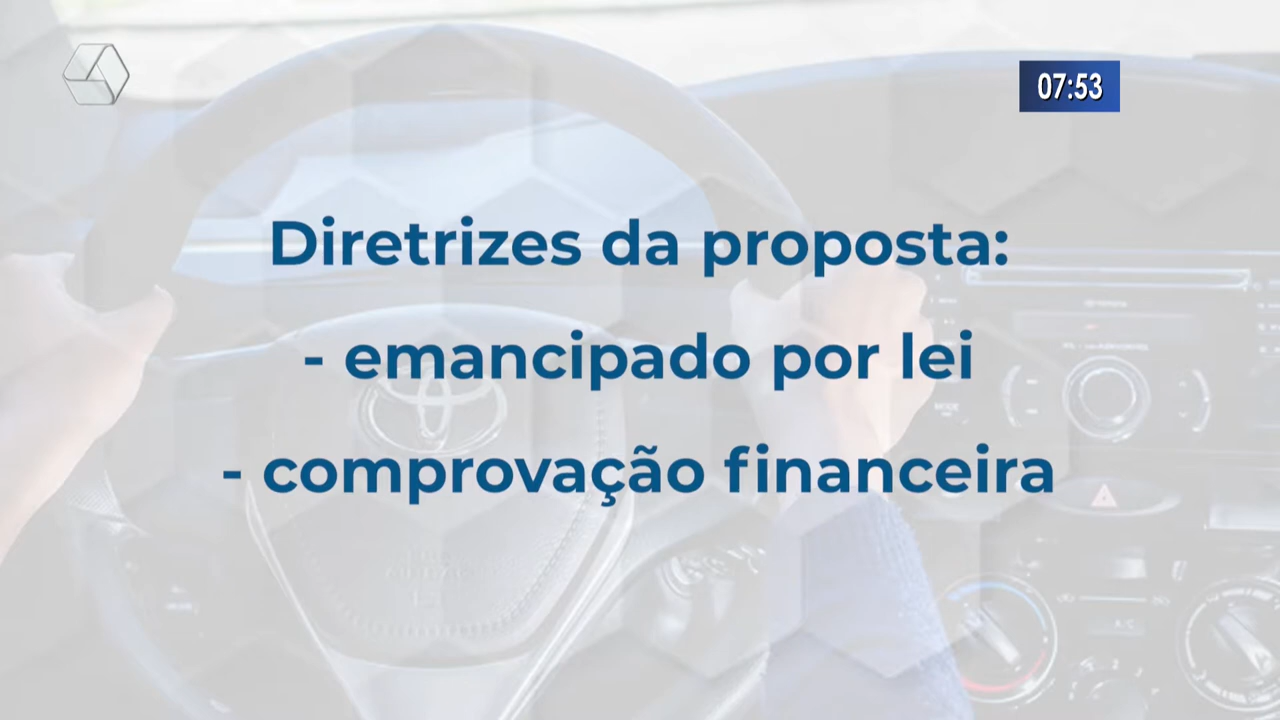 07:53
Diretrizes da proposta:
- emancipado por lei
- comprovação financeira